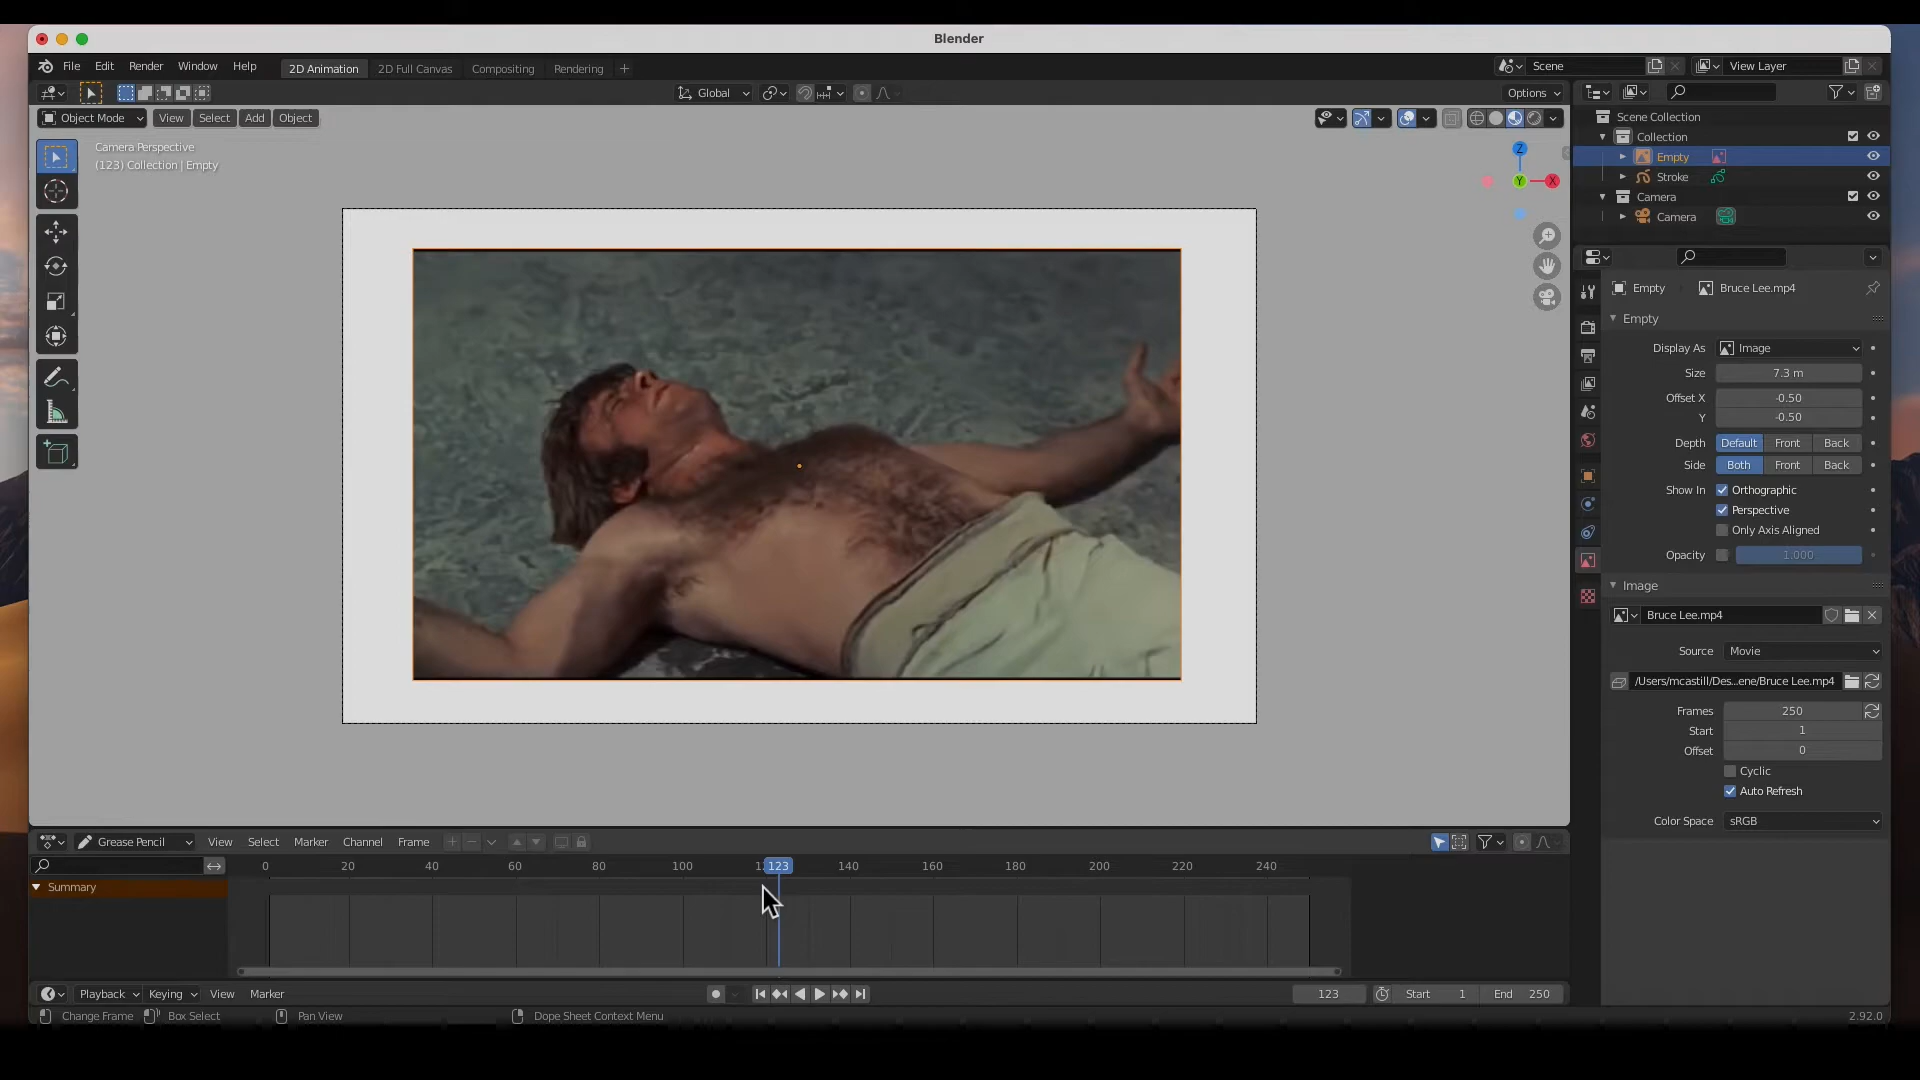 Blender
File Edit Render Window Help 2D Animation 2D Full Canvas Compositing Rendering + Scene View Layer
Global Options
Object Mode View Select Add Object
Camera Perspective
(123) Collection | Empty
Z
Y X
Scene Collection
Collection
Empty
Stroke
Camera
Camera
Empty Bruce Lee.mp4
Empty
Display As Image
Size 7.3 m
Offset X -0.50
Y -0.50
Depth Default Front Back
Side Both Front Back
Show In Orthographic
Perspective
Only Axis Aligned
Opacity 1.000
Image
Bruce Lee.mp4
Source Movie
/Users/mcastill/Des...ene/Bruce Lee.mp4
Frames 250
Start 1
Offset 0
Cyclic
Auto Refresh
Color Space sRGB
Grease Pencil View Select Marker Channel Frame
0 20 40 60 80 100 123 140 160 180 200 220 240
Summary
Playback Keying View Marker 123 Start 1 End 250
Change Frame Box Select Pan View Dope Sheet Context Menu 2.92.0